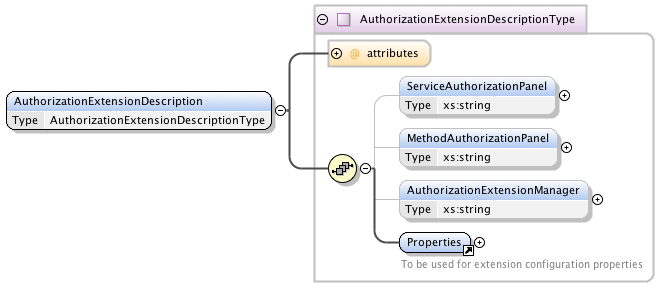 AuthorizationExtensionDescriptionType
@ attributes
AuthorizationExtensionDescription
Type AuthorizationExtensionDescriptionType
ServiceAuthorizationPanel
Type xs:string
MethodAuthorizationPanel
Type xs:string
AuthorizationExtensionManager
Type xs:string
Properties
To be used for extension configuration properties